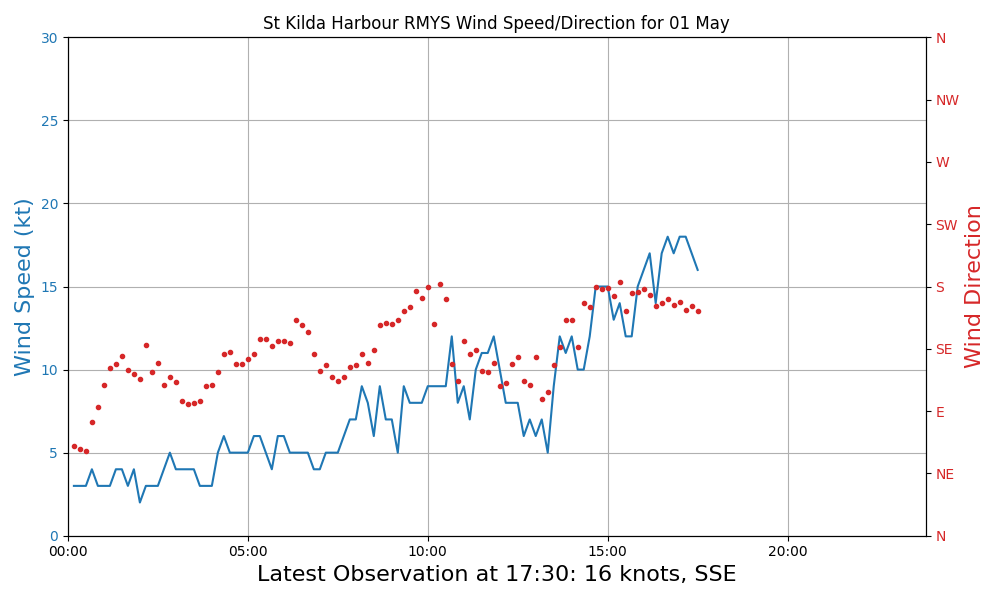 St Kilda Harbour RMYS Wind Speed/Direction for 01 May
30
25
20
15
10
5
0
Wind Speed (kt)
N
NW
W
SW
S
SE
E
NE
N
Wind Direction
00:00
05:00
10:00
15:00
20:00
Latest Observation at 17:30: 16 knots, SSE